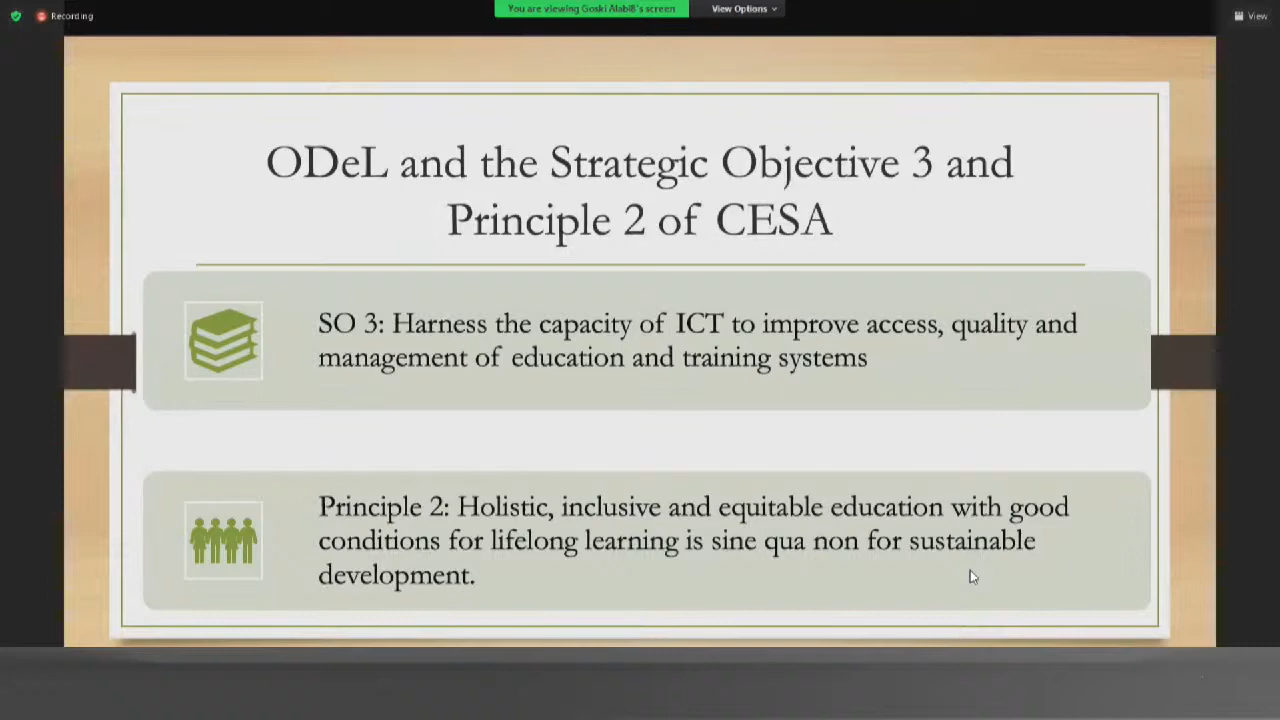 Recording
You are viewing Goski Alabi8's screen
View Options
View
ODeL and the Strategic Objective 3 and
Principle 2 of CESA
SO 3: Harness the capacity of ICT to improve access, quality and
management of education and training systems
Principle 2: Holistic, inclusive and equitable education with good
conditions for lifelong learning is sine qua non for sustainable
development.